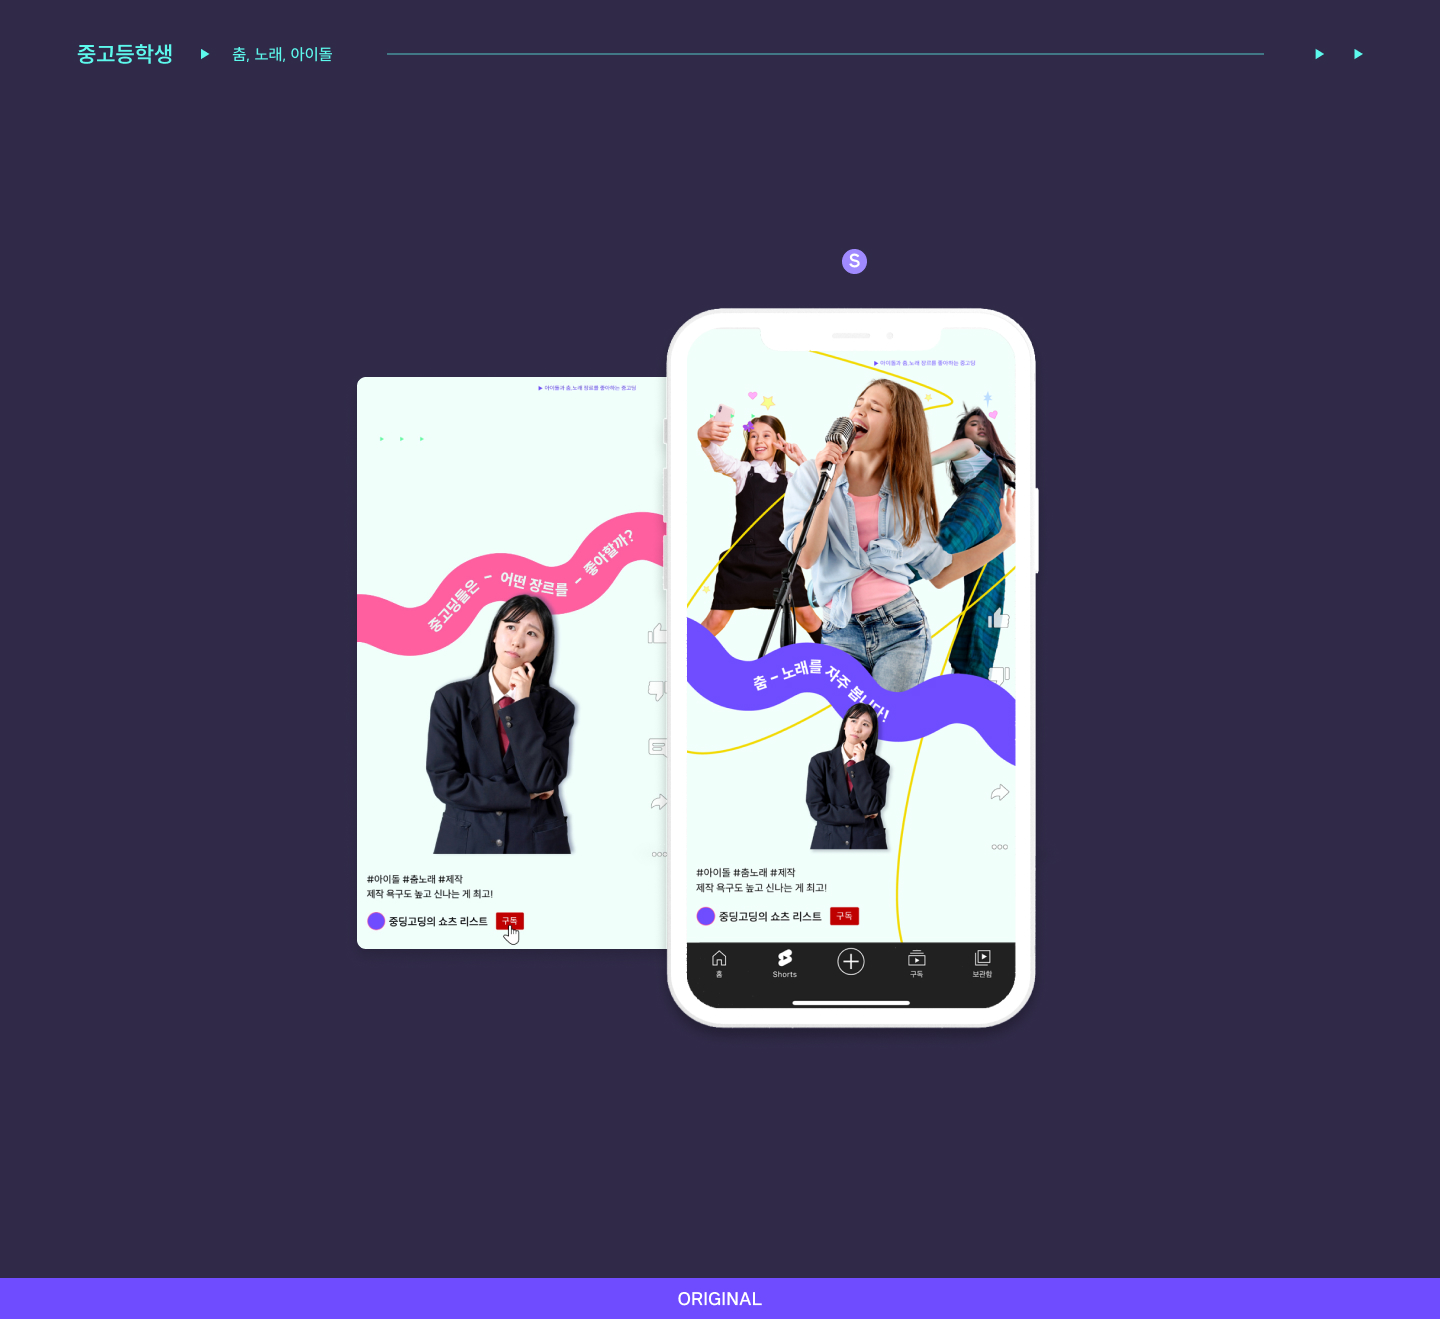 중고등학생 ▶ 춤, 노래, 아이돌
S
▶ 아이돌과 춤,노래 장르를 좋아하는 중고딩
중고딩들은 - 어떤 장르를 - 좋아할까?
#아이돌 #춤노래 #제작
제작 욕구도 높고 신나는 게 최고!
중딩고딩의 쇼츠 리스트 구독
▶ 아이돌과 춤,노래 장르를 좋아하는 중고딩
춤 - 노래를 자주 봅니다!
#아이돌 #춤노래 #제작
제작 욕구도 높고 신나는 게 최고!
중딩고딩의 쇼츠 리스트 구독
홈 Shorts 구독 보관함
ORIGINAL